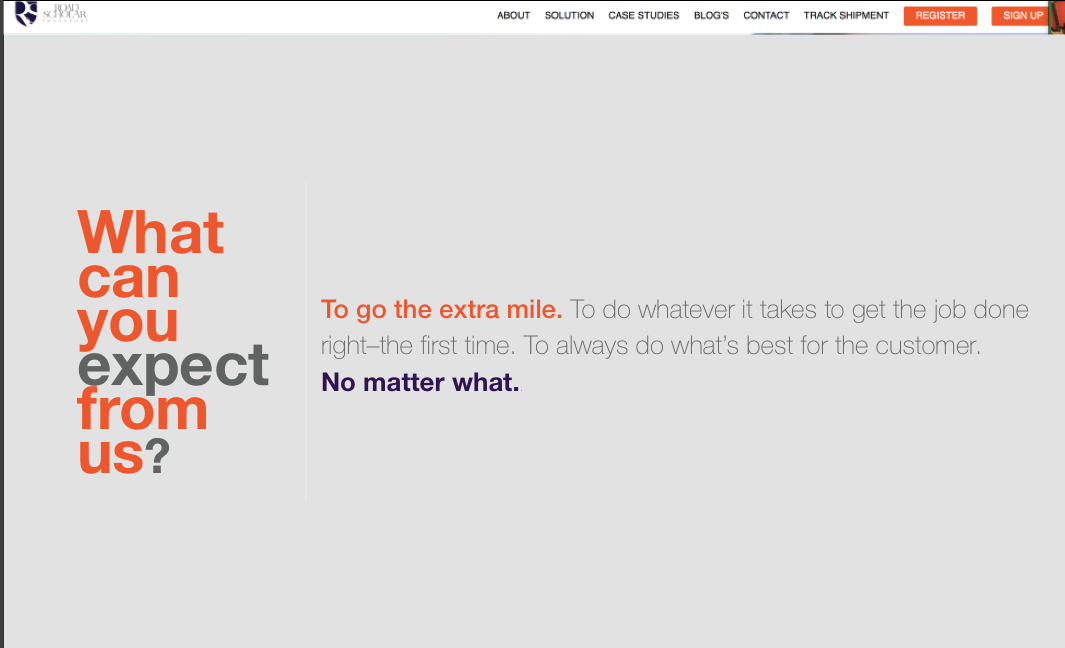 ROAD
SCHOLAR
TRANSPORT
ABOUT SOLUTION CASE STUDIES BLOG'S CONTACT TRACK SHIPMENT REGISTER SIGN UP
What
can
you
expect
from
us?
To go the extra mile. To do whatever it takes to get the job done
right–the first time. To always do what's best for the customer.
No matter what.